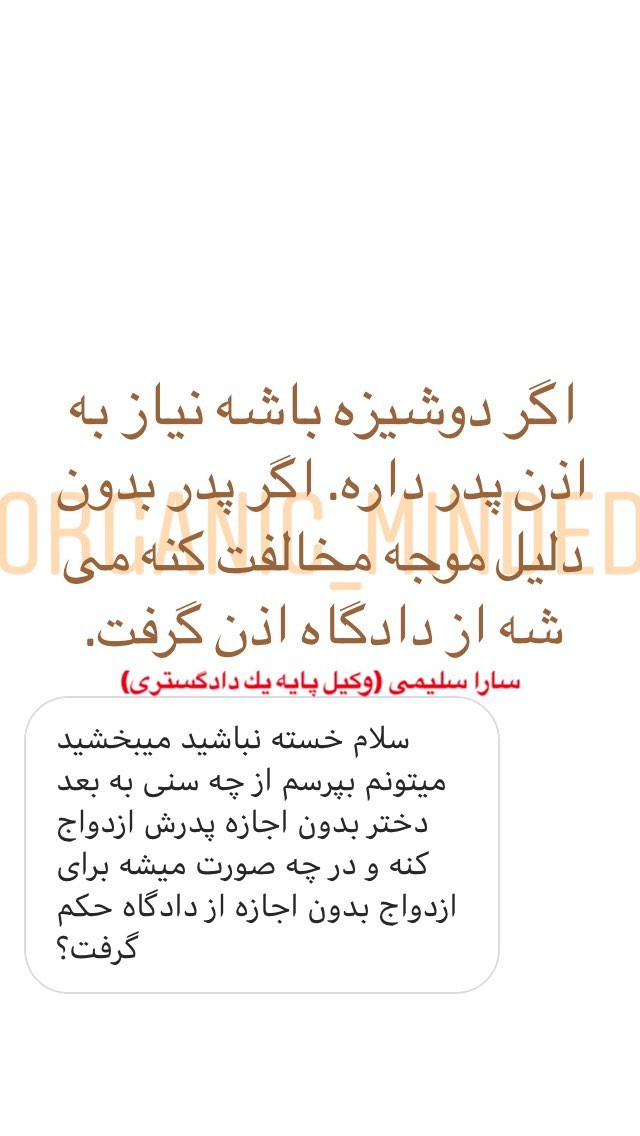 اگر دوشیزه باشه نیاز به
اذن پدر داره. اگر پدر بدون
ORGANIC_MINDED
دلیل موجه مخالفت کنه می
شه از دادگاه اذن گرفت.
سارا سلیمی (وکیل پایه یك دادگستری)
سلام خسته نباشید میبخشید
میتونم بپرسم از چه سنی به بعد
دختر بدون اجازه پدرش ازدواج
کنه و در چه صورت میشه برای
ازدواج بدون اجازه از دادگاه حکم
گرفت؟